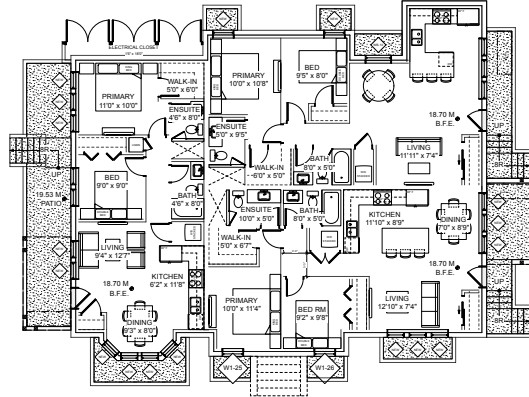 ELECTRICAL CLOSET
PRIMARY
11'0" x 10'0"
WALK-IN
5'0" x 6'0"
ENSUITE
4'6" x 8'0"
PRIMARY
10'0" x 10'8"
BED
9'5" x 8'0"
ENSUITE
5'0" x 9'5"
WALK-IN
6'0" x 5'0"
BATH
8'0" x 5'0"
18.70 M
B.F.E.
LIVING
11'11" x 7'4"
UP
8R
UP
19.53 M
PATIO
BED
9'0" x 9'0"
BATH
4'6" x 8'0"
ENSUITE
10'0" x 5'0"
BATH
8'0" x 5'0"
WALK-IN
5'0" x 6'7"
KITCHEN
11'10" x 8'9"
DINING
7'0" x 8'9"
LIVING
9'4" x 12'7"
KITCHEN
6'2" x 11'8"
18.70 M
B.F.E.
18.70 M
B.F.E.
UP
8R
PRIMARY
10'0" x 11'4"
BED RM
9'2" x 9'8"
LIVING
12'10" x 7'4"
DINING
9'3" x 8'0"
W1-25
W1-26